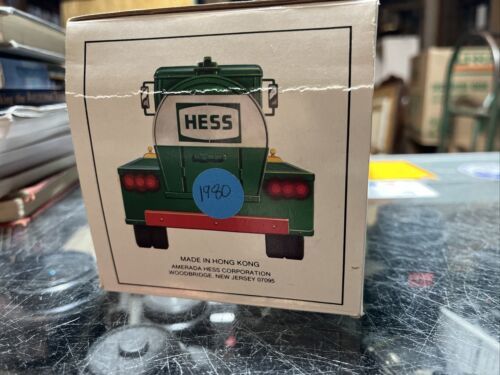 HESS
1980
MADE IN HONG KONG
AMERADA HESS CORPORATION
WOODBRIDGE, NEW JERSEY 07095